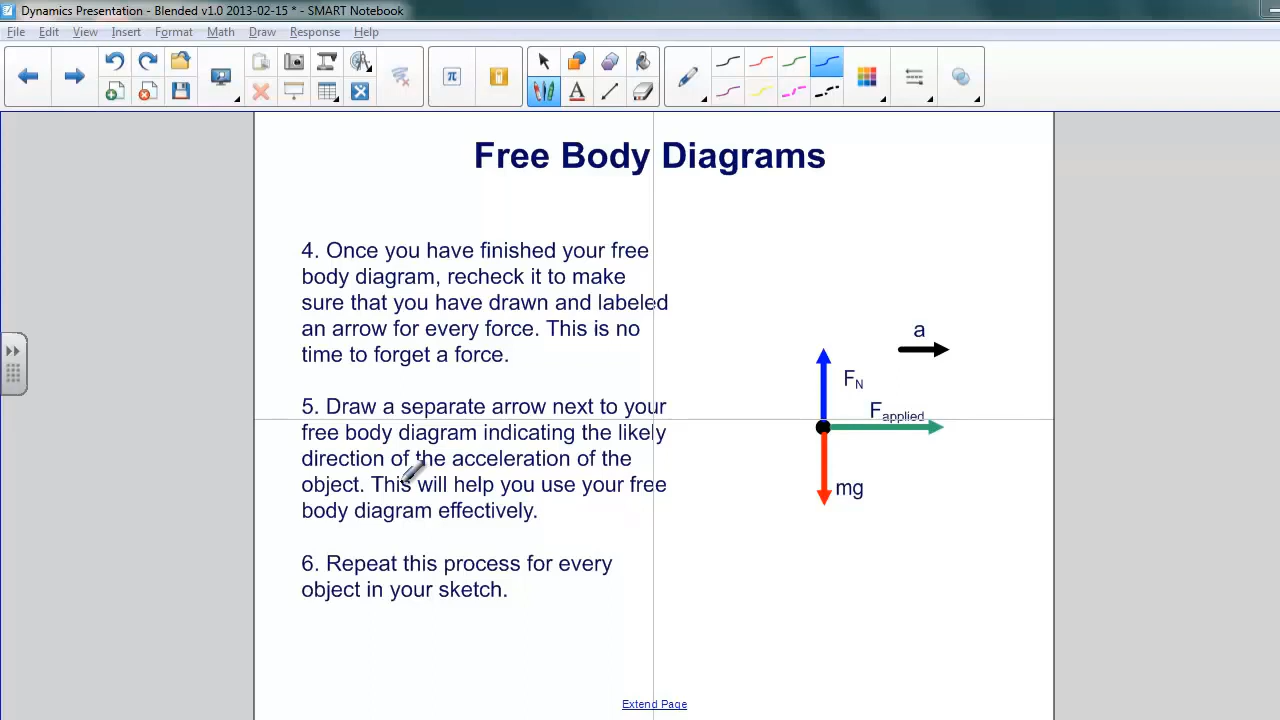 Dynamics Presentation - Blended v1.0 2013-02-15 * - SMART Notebook
File Edit View Insert Format Math Draw Response Help
π
A
Free Body Diagrams
4. Once you have finished your free
body diagram, recheck it to make
sure that you have drawn and labeled
an arrow for every force. This is no
time to forget a force.
5. Draw a separate arrow next to your
free body diagram indicating the likely
direction of the acceleration of the
object. This will help you use your free
body diagram effectively.
6. Repeat this process for every
object in your sketch.
a
FN
Fapplied
mg
Extend Page